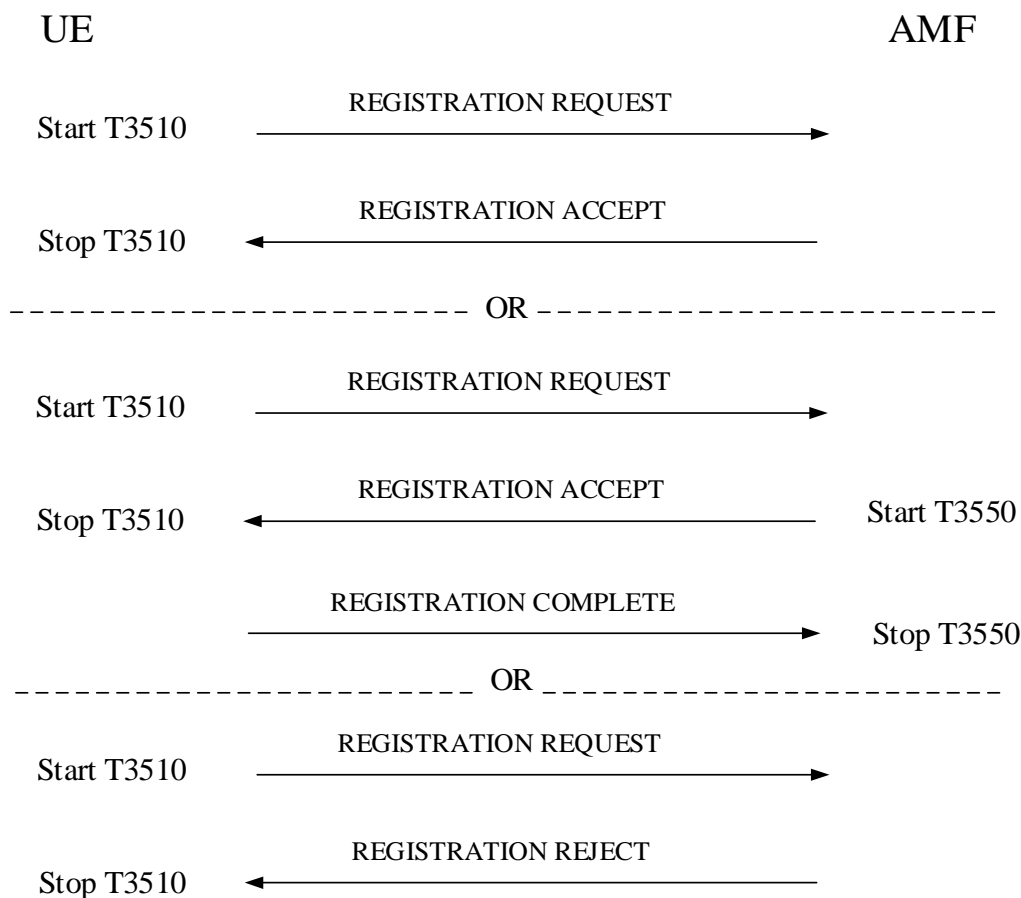 UE AMF
REGISTRATION REQUEST
Start T3510
REGISTRATION ACCEPT
Stop T3510
OR
REGISTRATION REQUEST
Start T3510
REGISTRATION ACCEPT
Stop T3510 Start T3550
REGISTRATION COMPLETE
Stop T3550
OR
REGISTRATION REQUEST
Start T3510
REGISTRATION REJECT
Stop T3510